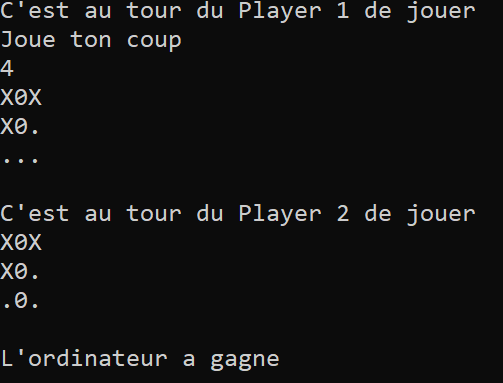 C'est au tour du Player 1 de jouer
Joue ton coup
4
X0X
X0.
...
C'est au tour du Player 2 de jouer
X0X
X0.
.0.
L'ordinateur a gagne